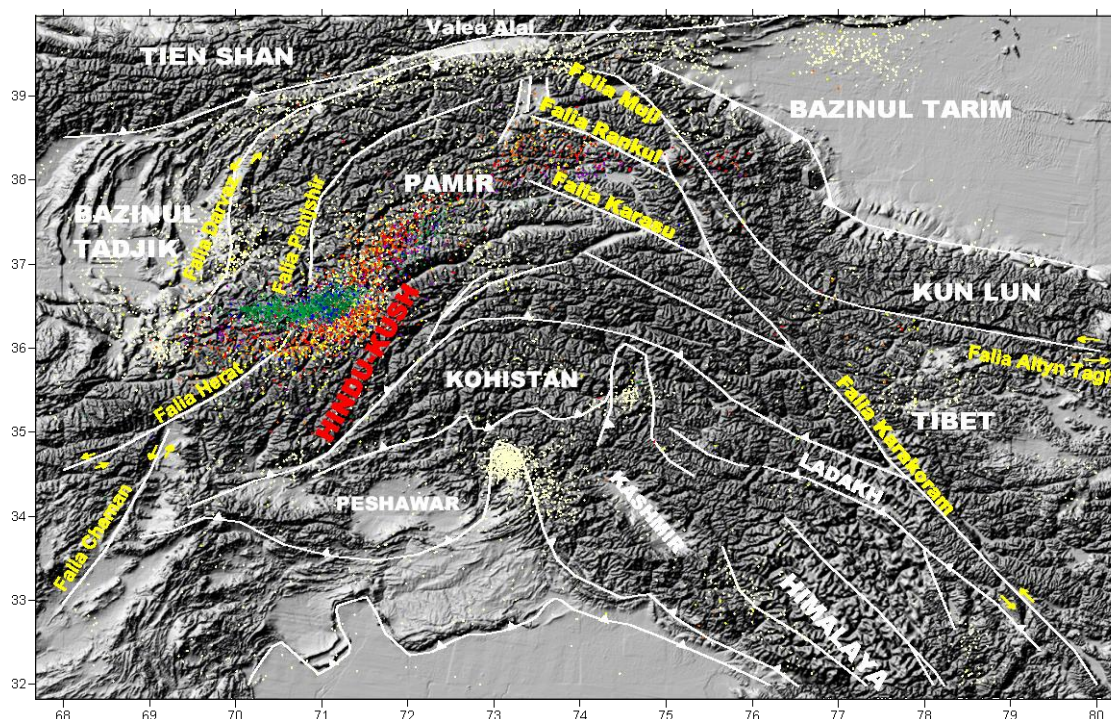 Valea Alai
TIEN SHAN
39
Falia Muji
BAZINUL TARIM
Falia Rankul
38
PAMIR
Falia Karasu
BAZINUL
TADJIK
Falia Darvaz
Falia Panjshir
37
KUN LUN
36
HINDU-KUSH
Falia Herat
KOHISTAN
Falia Altyn Tagh
TIBET
35
LADAKH
Falia Karakoram
PESHAWAR
KASHMIR
34
Falia Chaman
33
HIMALAYA
32
68 69 70 71 72 73 74 75 76 77 78 79 80